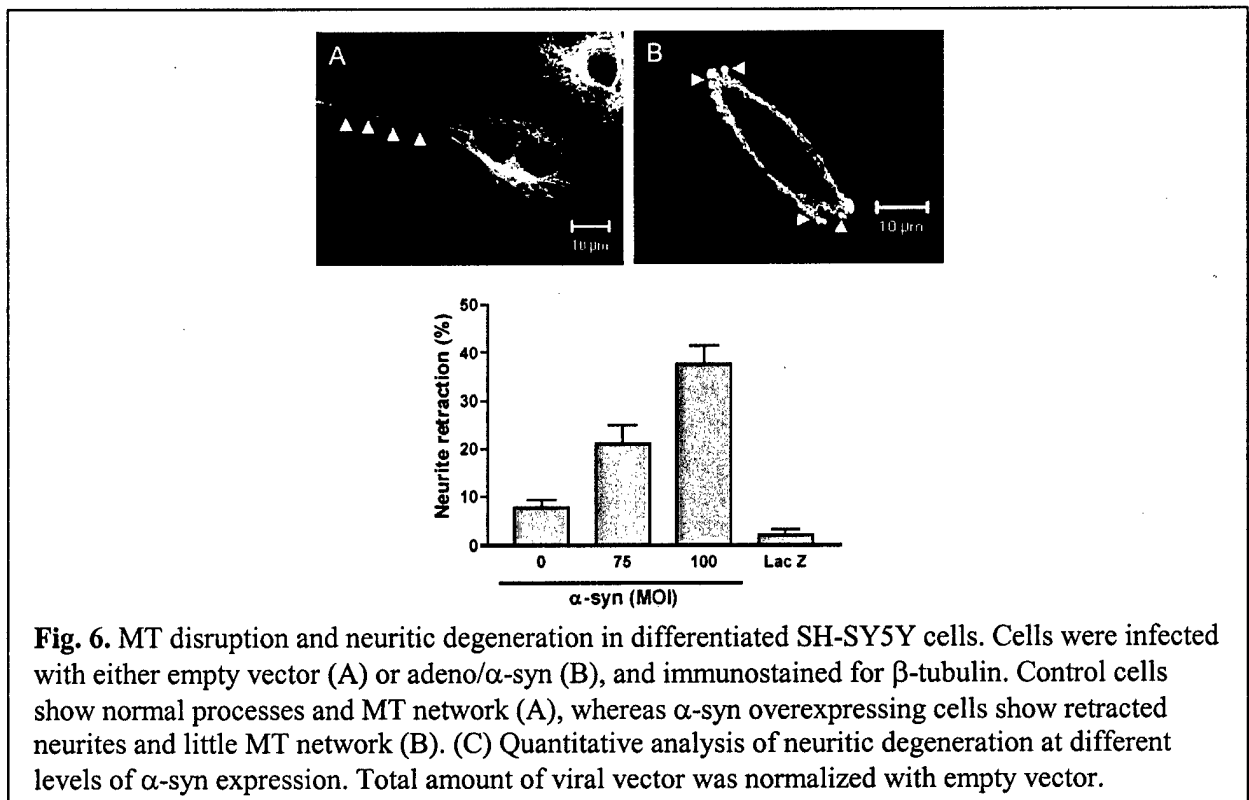 A
B
10 µm
10 µm
Neurite retraction (%)
50
40
30
20
10
0
0 75 100 Lac Z
α-syn (MOI)
Fig. 6. MT disruption and neuritic degeneration in differentiated SH-SY5Y cells. Cells were infected
with either empty vector (A) or adeno/α-syn (B), and immunostained for β-tubulin. Control cells
show normal processes and MT network (A), whereas α-syn overexpressing cells show retracted
neurites and little MT network (B). (C) Quantitative analysis of neuritic degeneration at different
levels of α-syn expression. Total amount of viral vector was normalized with empty vector.